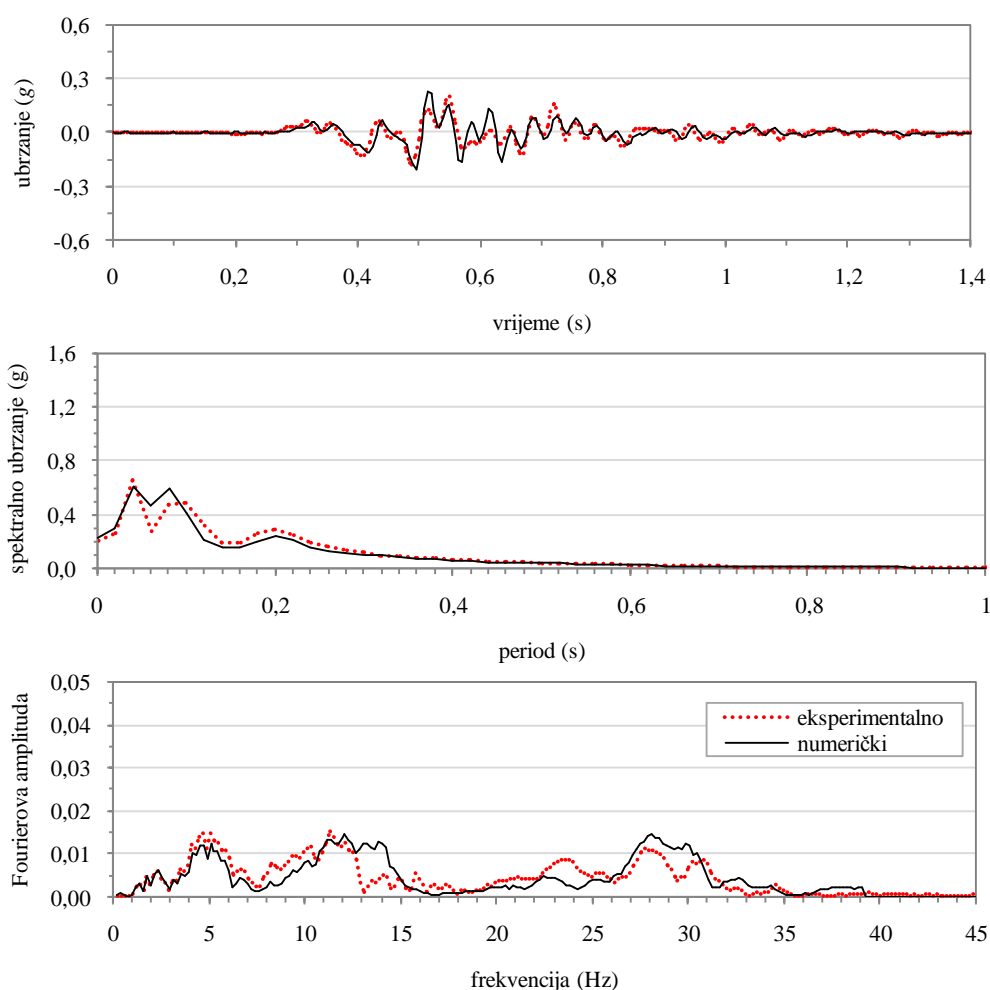 ubrzanje (g)
0,6
0,3
0,0
-0,3
-0,6
0 0,2 0,4 0,6 0,8 1 1,2 1,4
vrijeme (s)
spektralno ubrzanje (g)
1,6
1,2
0,8
0,4
0,0
0 0,2 0,4 0,6 0,8 1
period (s)
Fourierova amplituda
0,05
0,04
0,03
0,02
0,01
0,00
0 5 10 15 20 25 30 35 40 45
frekvencija (Hz)
eksperimentalno
numerički